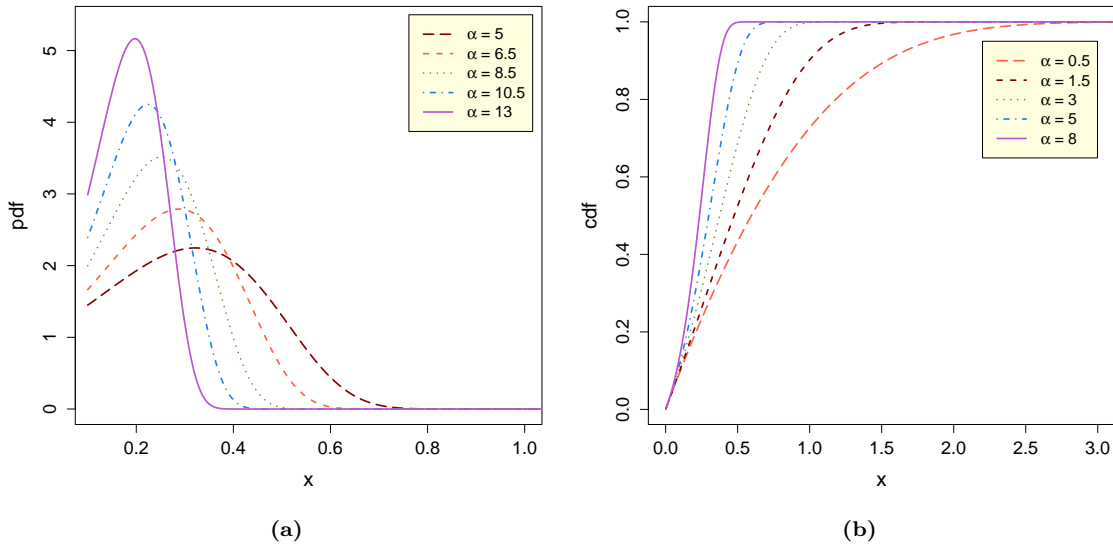 α = 5
α = 6.5
α = 8.5
α = 10.5
α = 13
pdf
0 1 2 3 4 5
0.2 0.4 0.6 0.8 1.0
x
(a)
α = 0.5
α = 1.5
α = 3
α = 5
α = 8
cdf
0.0 0.2 0.4 0.6 0.8 1.0
0.0 0.5 1.0 1.5 2.0 2.5 3.0
x
(b)